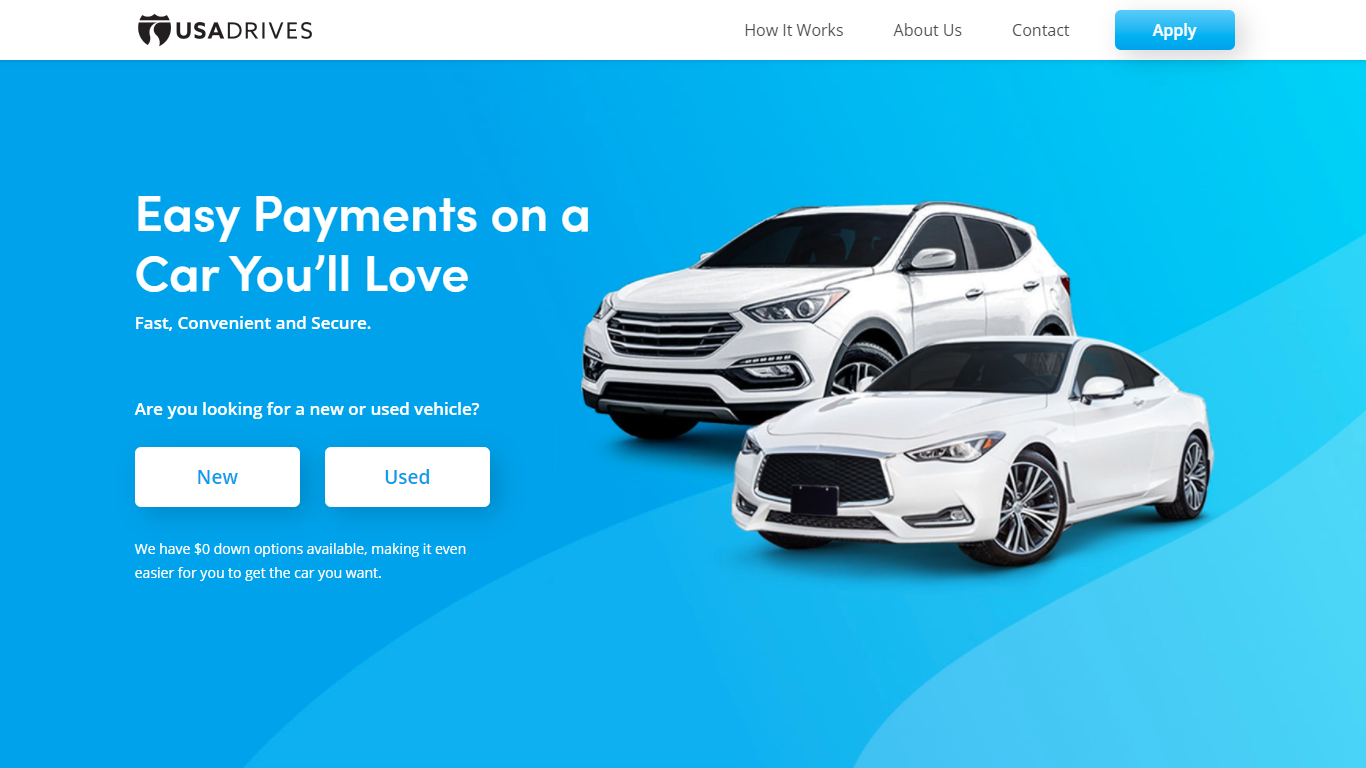 USADRIVES
How It Works
About Us
Contact
Apply
Easy Payments on a
Car You’ll Love
Fast, Convenient and Secure.
Are you looking for a new or used vehicle?
New
Used
We have $0 down options available, making it even
easier for you to get the car you want.